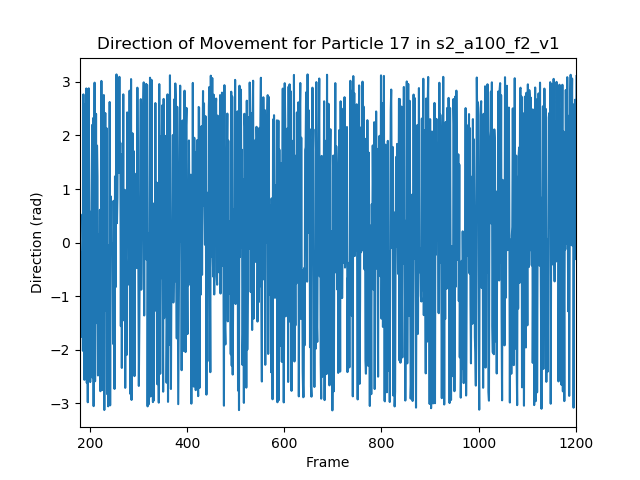 Direction of Movement for Particle 17 in s2_a100_f2_v1
3
2
1
0
−1
−2
−3
Direction (rad)
200 400 600 800 1000 1200
Frame